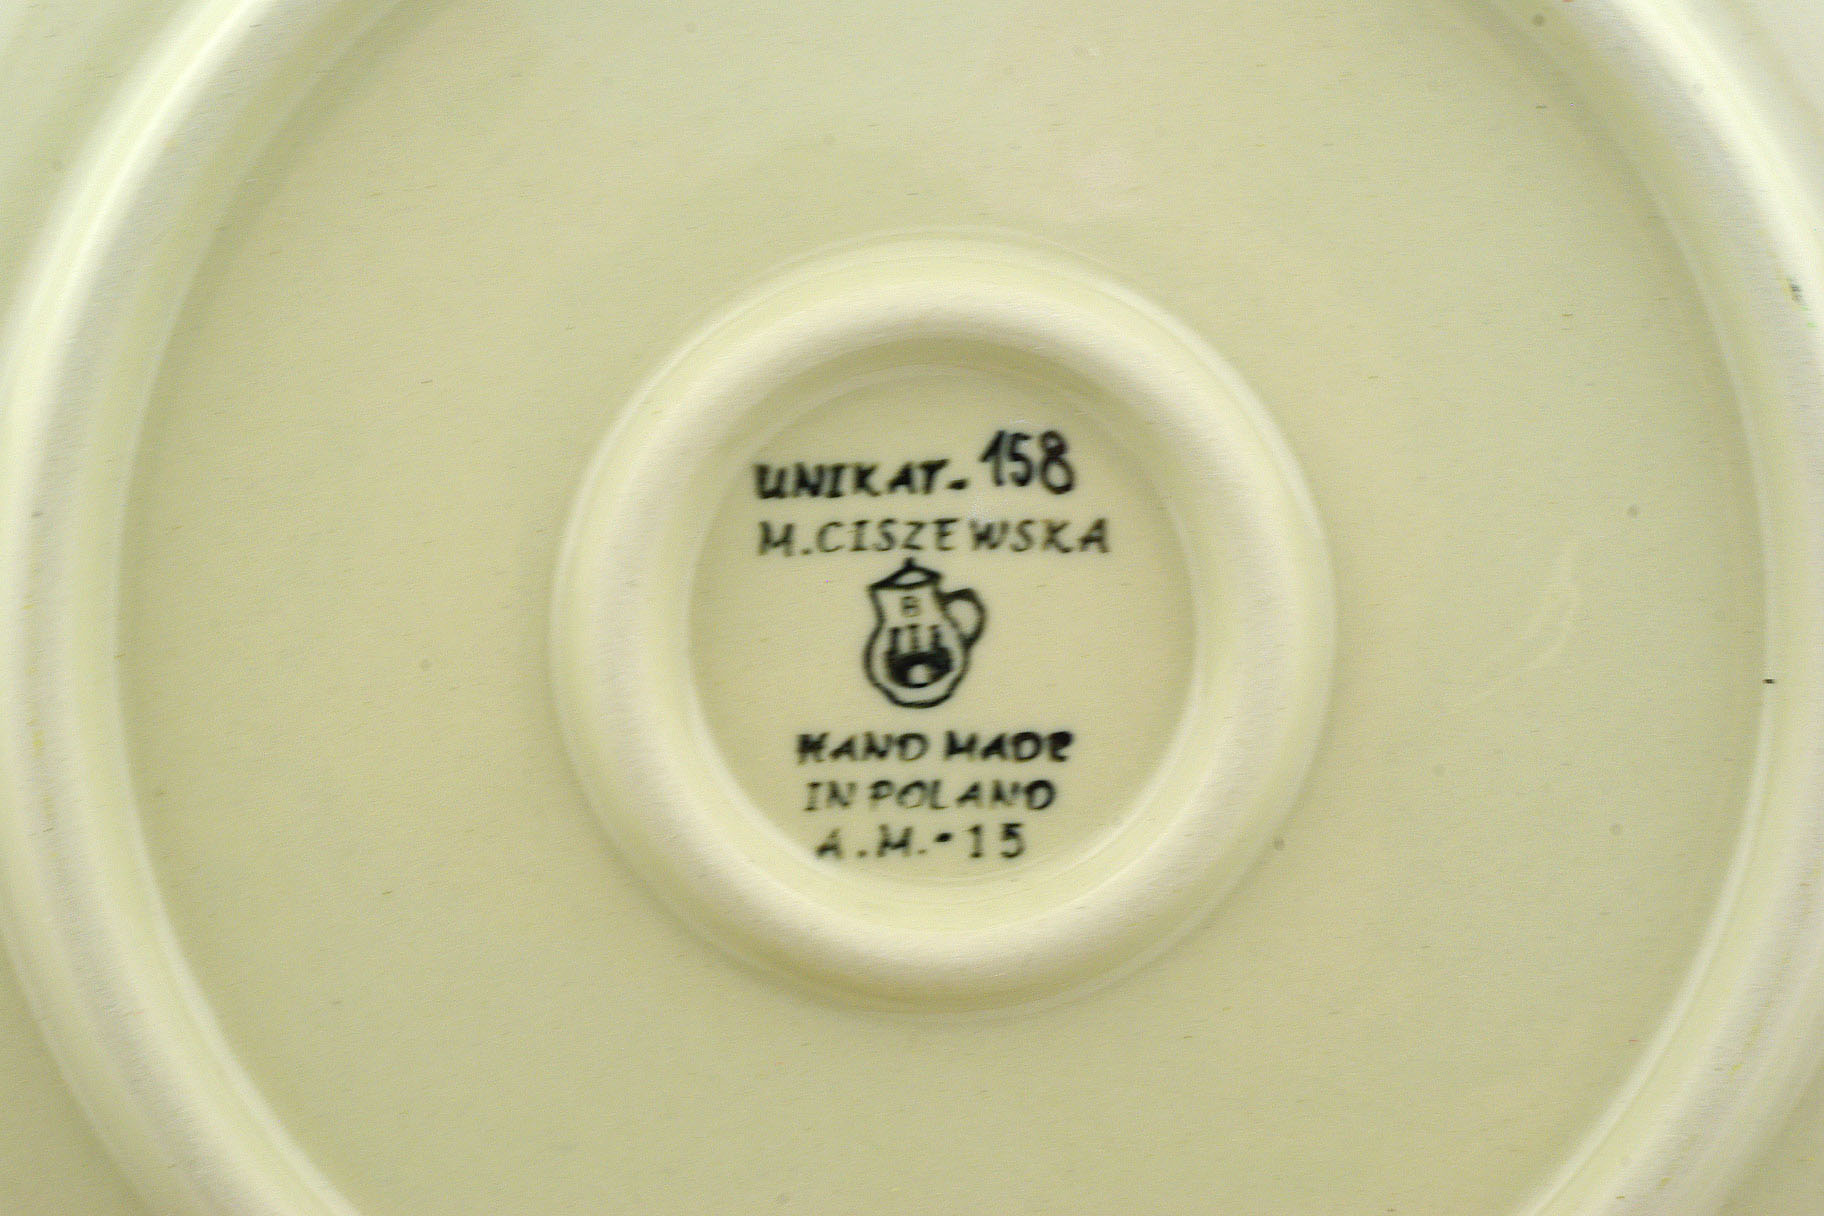 UNIKAT-158
M.CISZEWSKA
B
HAND MADE
IN POLAND
A.M.-15